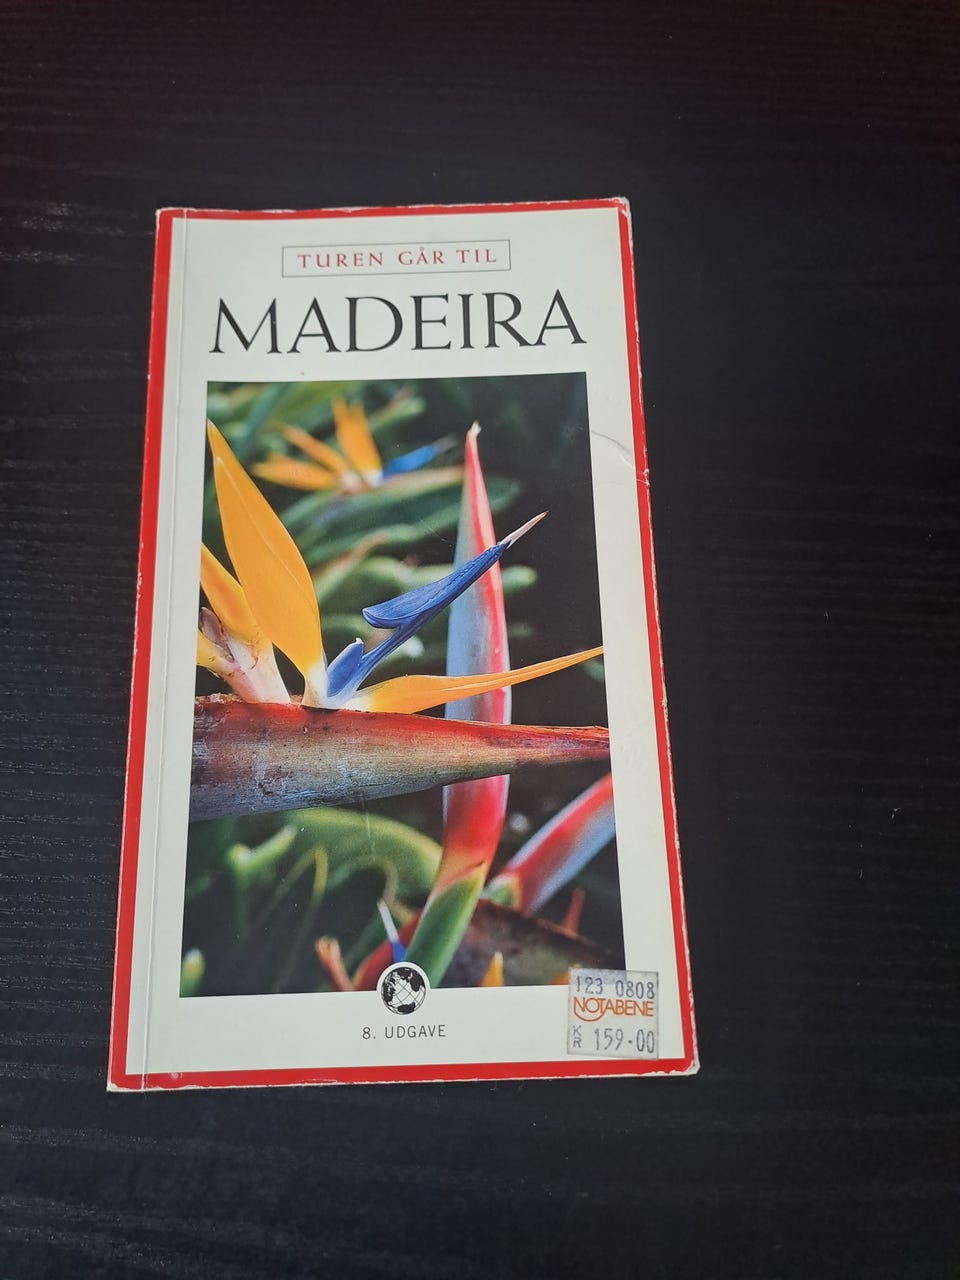 TUREN GÅR TIL
MADEIRA
8. UDGAVE
123 0808
NOTABENE
KR 159-00